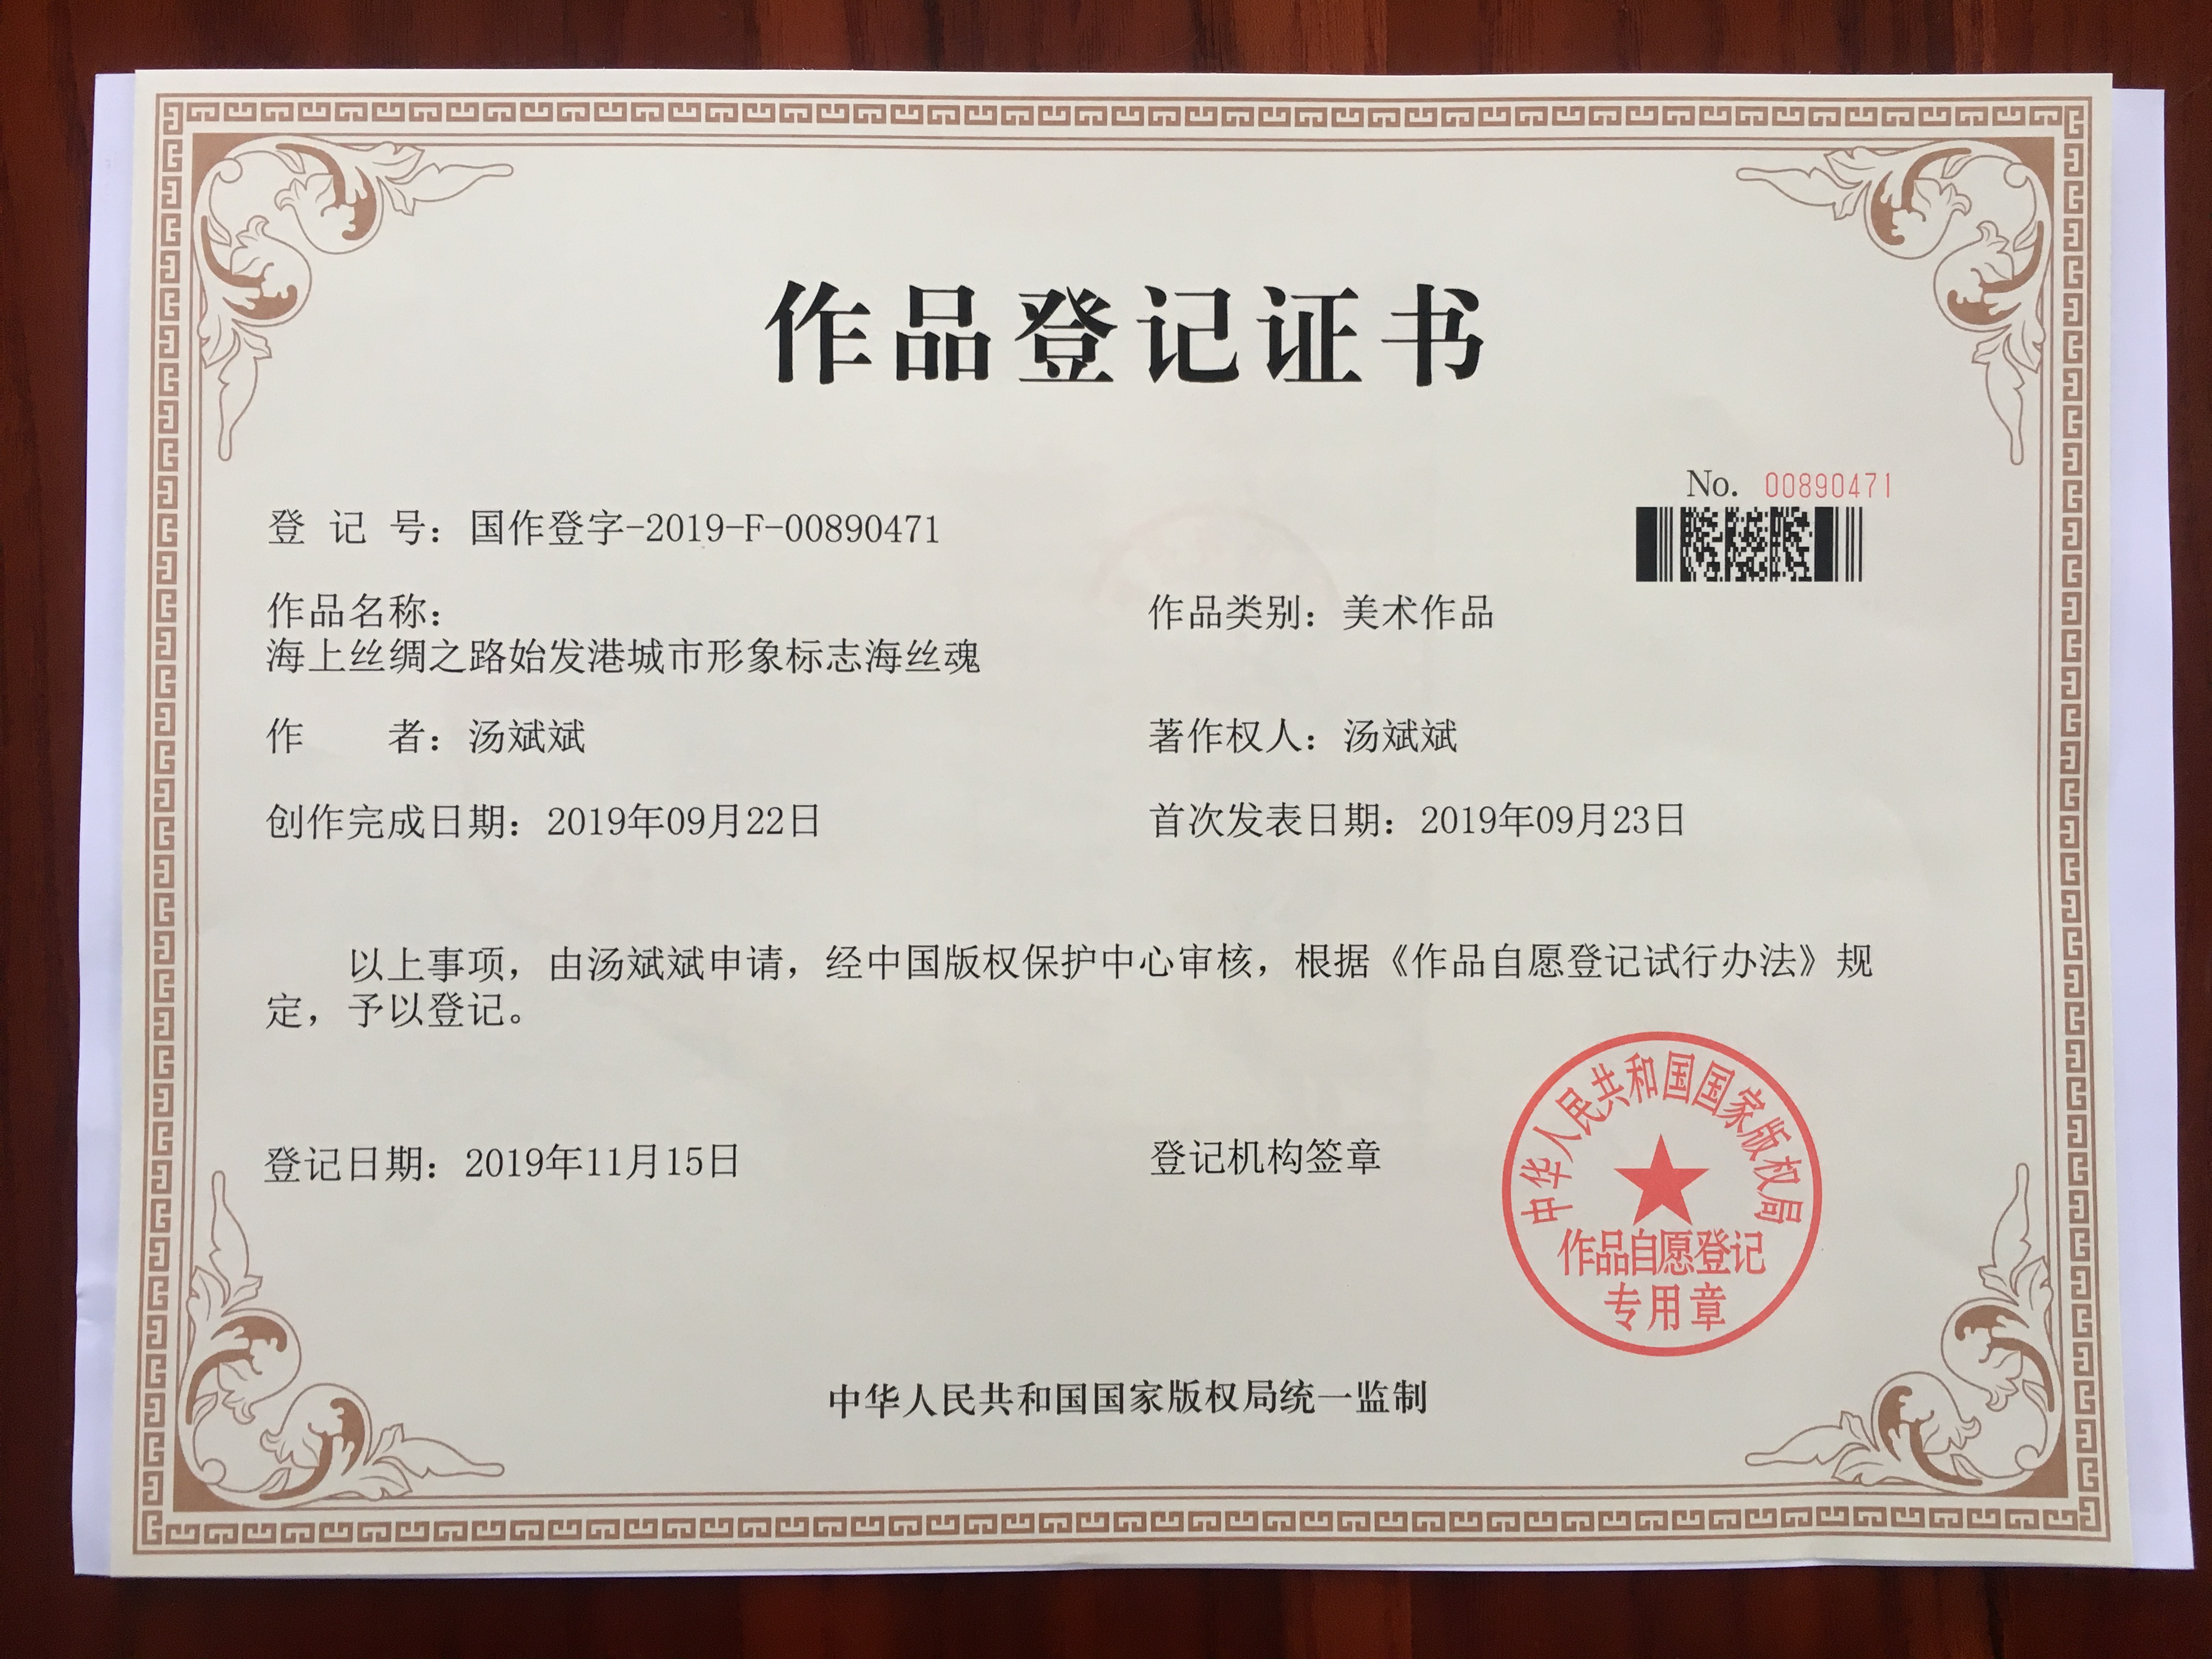 作品登记证书
No. 00890471
登 记 号：国作登字-2019-F-00890471
作品名称：
海上丝绸之路始发港城市形象标志海丝魂
作品类别：美术作品
作 者：汤斌斌
著作权人：汤斌斌
创作完成日期：2019年09月22日
首次发表日期：2019年09月23日
以上事项，由汤斌斌申请，经中国版权保护中心审核，根据《作品自愿登记试行办法》规
定，予以登记。
登记日期：2019年11月15日
登记机构签章
中华人民共和国国家版权局
作品自愿登记
专用章
中华人民共和国国家版权局统一监制